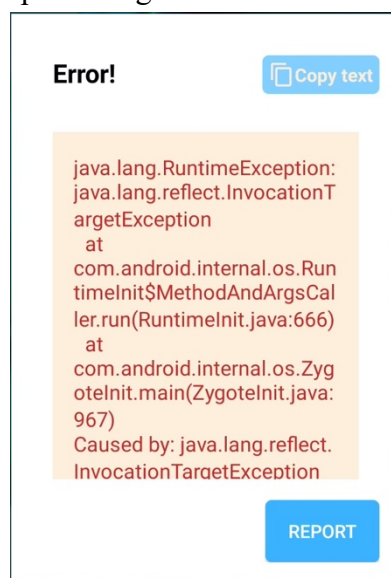 Error!
Copy text
java.lang.RuntimeException:
java.lang.reflect.InvocationT
argetException
at
com.android.internal.os.Run
timeInit$MethodAndArgsCal
ler.run(RuntimeInit.java:666)
at
com.android.internal.os.Zyg
oteInit.main(ZygoteInit.java:
967)
Caused by: java.lang.reflect.
InvocationTargetException
REPORT